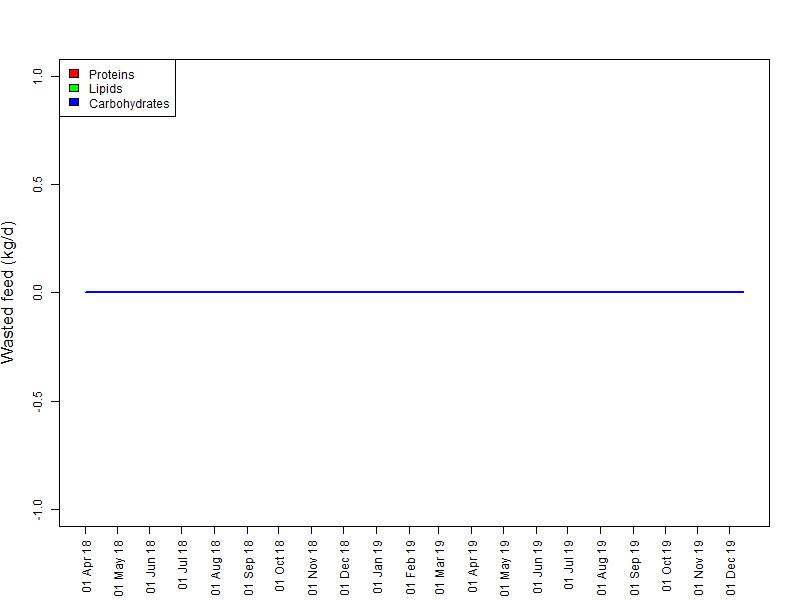 Proteins
Lipids
Carbohydrates
Wasted feed (kg/d)
1.0
0.5
0.0
-0.5
-1.0
01 Apr 18
01 May 18
01 Jun 18
01 Jul 18
01 Aug 18
01 Sep 18
01 Oct 18
01 Nov 18
01 Dec 18
01 Jan 19
01 Feb 19
01 Mar 19
01 Apr 19
01 May 19
01 Jun 19
01 Jul 19
01 Aug 19
01 Sep 19
01 Oct 19
01 Nov 19
01 Dec 19